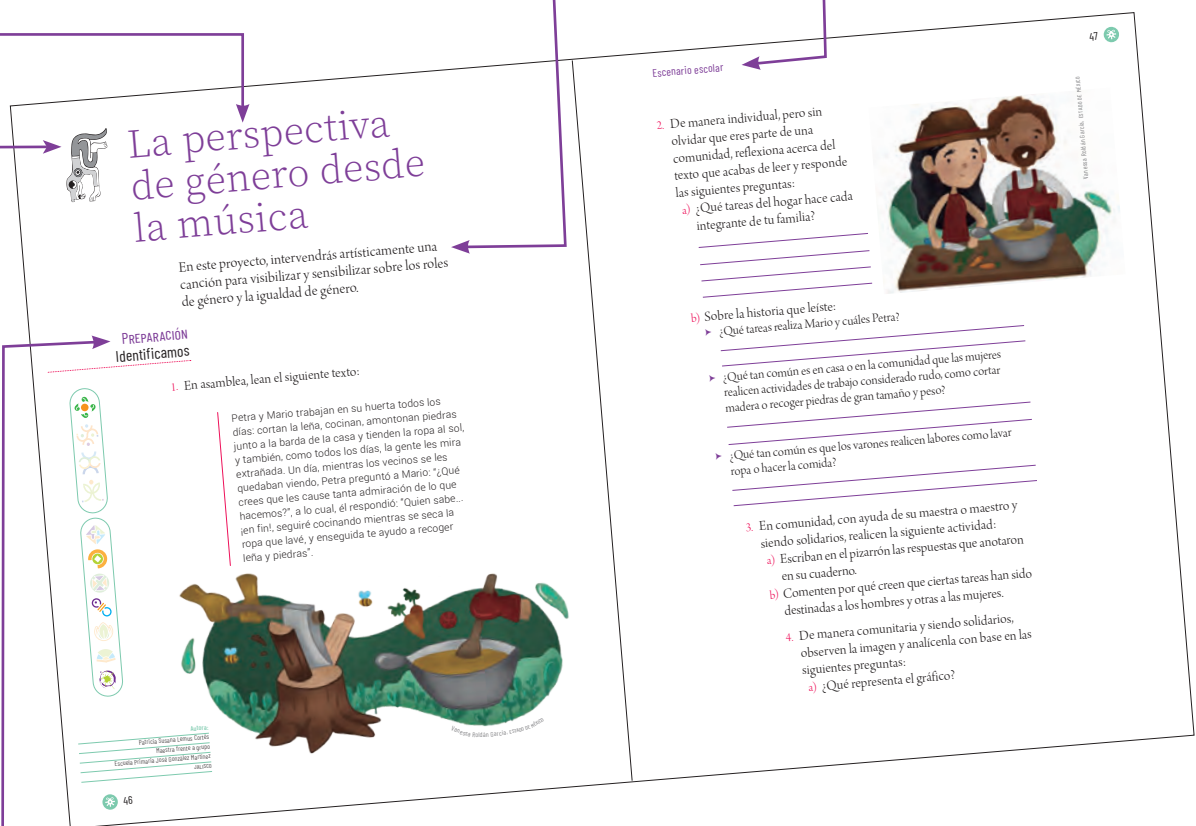 La perspectiva
de género desde
la música
En este proyecto, intervendrás artísticamente una
canción para visibilizar y sensibilizar sobre los roles
de género y la igualdad de género.
PREPARACIÓN
Identificamos
1. En asamblea, lean el siguiente texto:
Petra y Mario trabajan en su huerta todos los
días: cortan la leña, cocinan, amontonan piedras
junto a la barda de la casa y tienden la ropa al sol,
y también, como todos los días, la gente les mira
extrañada. Un día, mientras los vecinos se les
quedaban viendo, Petra preguntó a Mario: "¿Qué
crees que les cause tanta admiración de lo que
hacemos?", a lo cual, él respondió: "Quien sabe...
¡en fin!, seguiré cocinando mientras se seca la
ropa que lavé, y enseguida te ayudo a recoger
leña y piedras".
Vanessa Roldán García, ESTADO DE MÉXICO
Autora:
Patricia Susana Lemus Cortés
Maestra frente a grupo
Escuela Primaria José González Martínez
JALISCO
46
47
Escenario escolar
2. De manera individual, pero sin
olvidar que eres parte de una
comunidad, reflexiona acerca del
texto que acabas de leer y responde
las siguientes preguntas:
a) ¿Qué tareas del hogar hace cada
integrante de tu familia?
Vanessa Roldán García, ESTADO DE MÉXICO
b) Sobre la historia que leíste:
➤ ¿Qué tareas realiza Mario y cuáles Petra?
➤ ¿Qué tan común es en casa o en la comunidad que las mujeres
realicen actividades de trabajo considerado rudo, como cortar
madera o recoger piedras de gran tamaño y peso?
➤ ¿Qué tan común es que los varones realicen labores como lavar
ropa o hacer la comida?
3. En comunidad, con ayuda de su maestra o maestro y
siendo solidarios, realicen la siguiente actividad:
a) Escriban en el pizarrón las respuestas que anotaron
en su cuaderno.
b) Comenten por qué creen que ciertas tareas han sido
destinadas a los hombres y otras a las mujeres.
4. De manera comunitaria y siendo solidarios,
observen la imagen y analícenla con base en las
siguientes preguntas:
a) ¿Qué representa el gráfico?